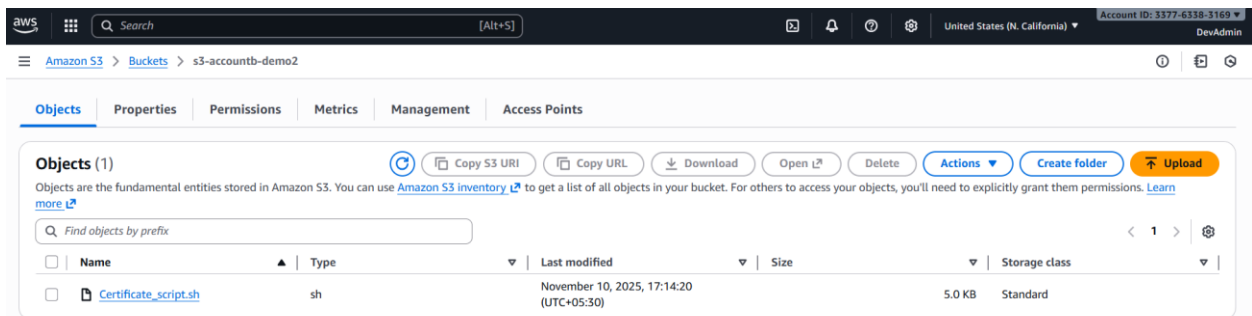 aws Search [Alt+S] United States (N. California) ▼ Account ID: 3377-6338-3169 ▼
DevAdmin
Amazon S3 > Buckets > s3-accountb-demo2
Objects Properties Permissions Metrics Management Access Points
Objects (1) Copy S3 URI Copy URL Download Open Delete Actions ▼ Create folder Upload
Objects are the fundamental entities stored in Amazon S3. You can use Amazon S3 inventory to get a list of all objects in your bucket. For others to access your objects, you'll need to explicitly grant them permissions. Learn
more
Find objects by prefix < 1 >
Name Type Last modified Size Storage class
Certificate_script.sh sh November 10, 2025, 17:14:20 5.0 KB Standard
(UTC+05:30)